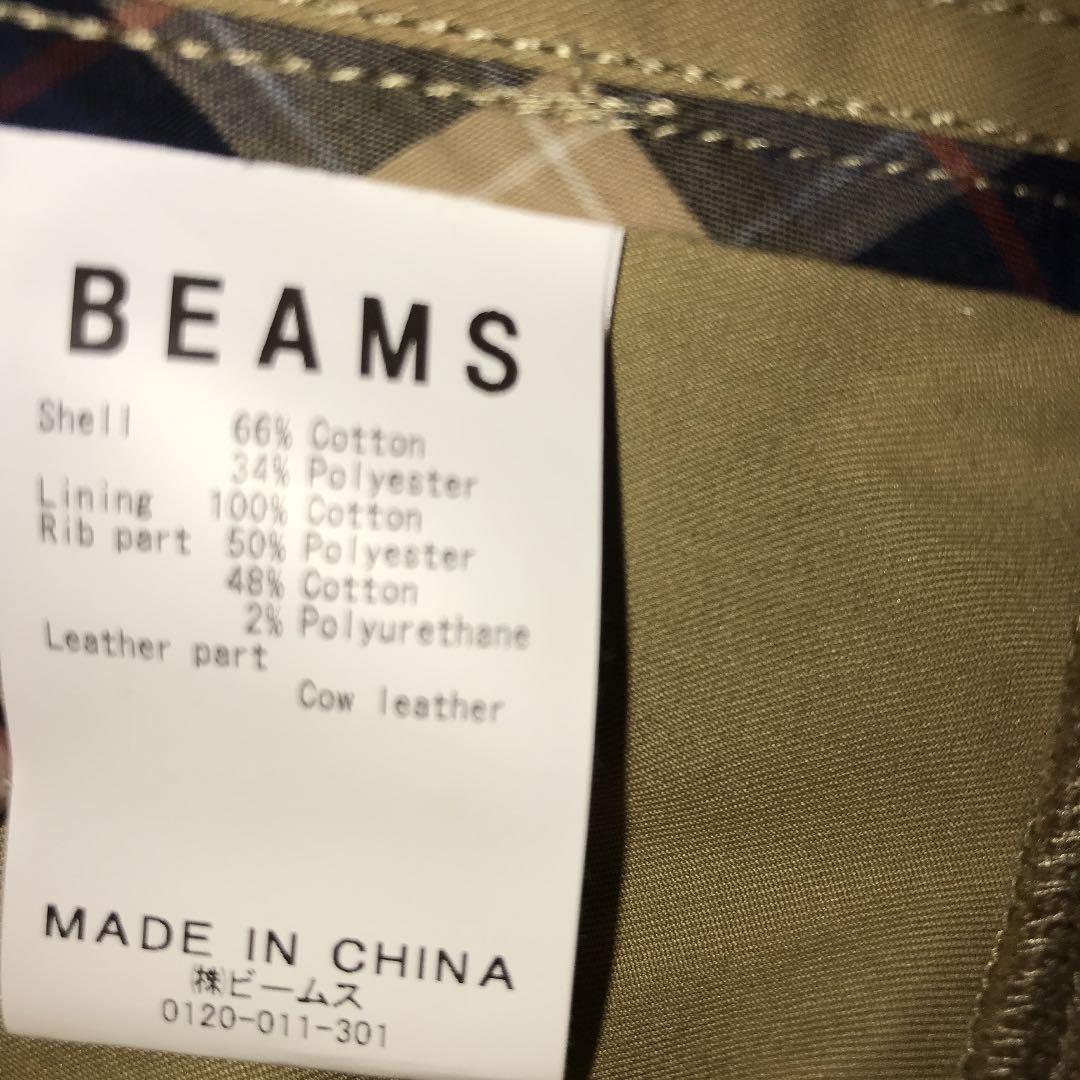 BEAMS
Shell 66% Cotton
34% Polyester
Lining 100% Cotton
Rib part 50% Polyester
48% Cotton
2% Polyurethane
Leather part
Cow leather
MADE IN CHINA
㈱ビームス
0120-011-301